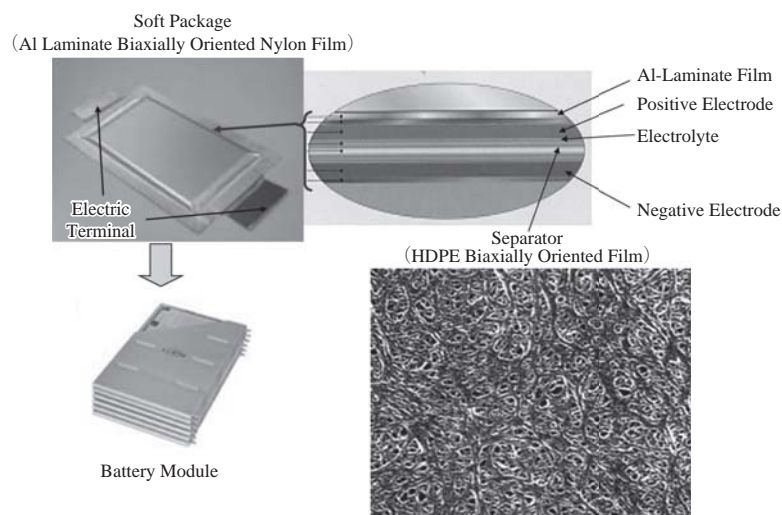 Soft Package
(Al Laminate Biaxially Oriented Nylon Film)
Al-Laminate Film
Positive Electrode
Electrolyte
Negative Electrode
Electric
Terminal
Separator
(HDPE Biaxially Oriented Film)
Battery Module